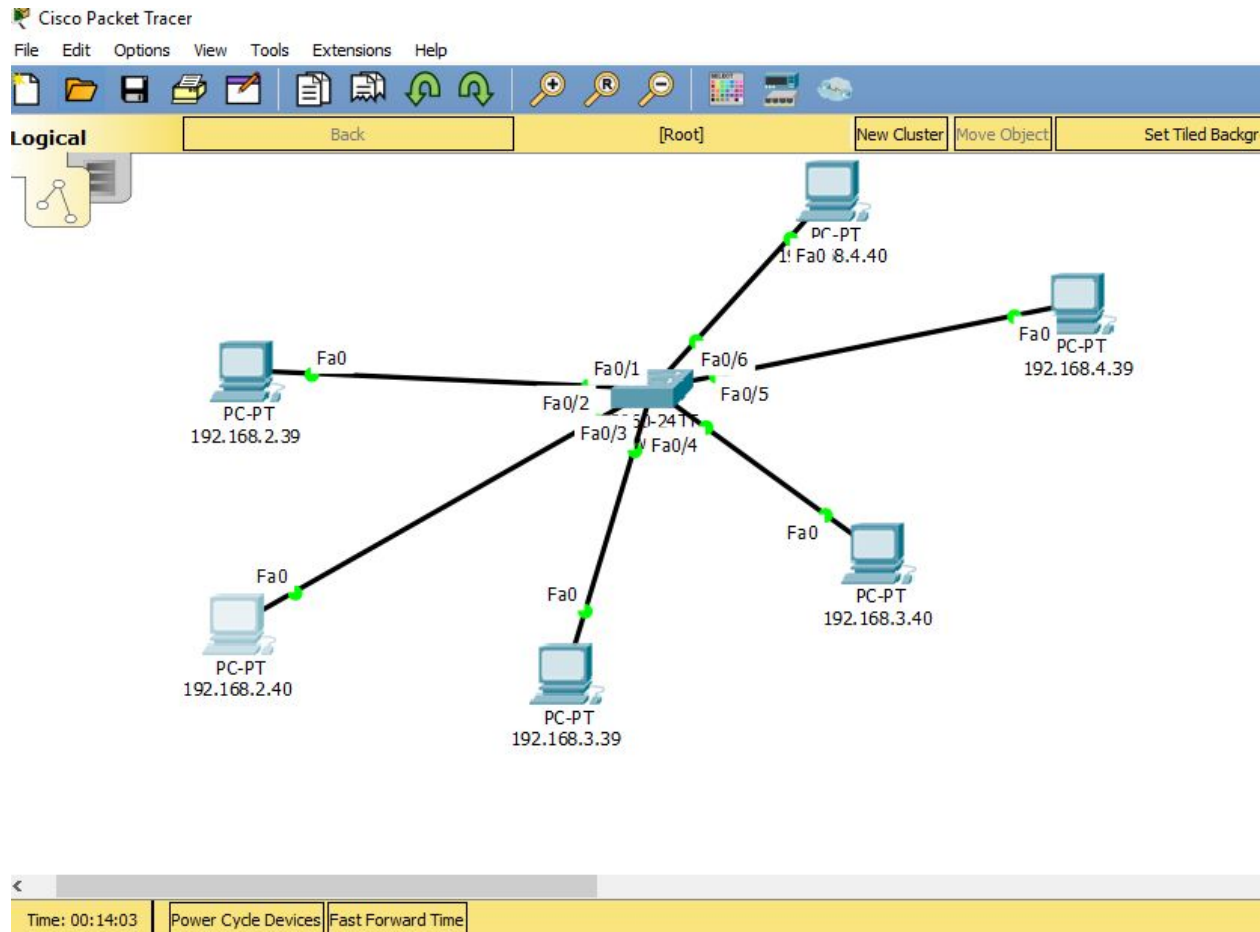 Cisco Packet Tracer
File Edit Options View Tools Extensions Help
Logical Back [Root] New Cluster Move Object Set Tiled Backgr
PC-PT
Fa0 8.4.40
Fa0
PC-PT
192.168.4.39
Fa0
PC-PT
192.168.2.39
Fa0/1
Fa0/6
Fa0/2
Fa0/5
Fa0/3
Fa0/4
Fa0
PC-PT
192.168.3.40
Fa0
PC-PT
192.168.2.40
Fa0
PC-PT
192.168.3.39
Time: 00:14:03 Power Cycle Devices Fast Forward Time